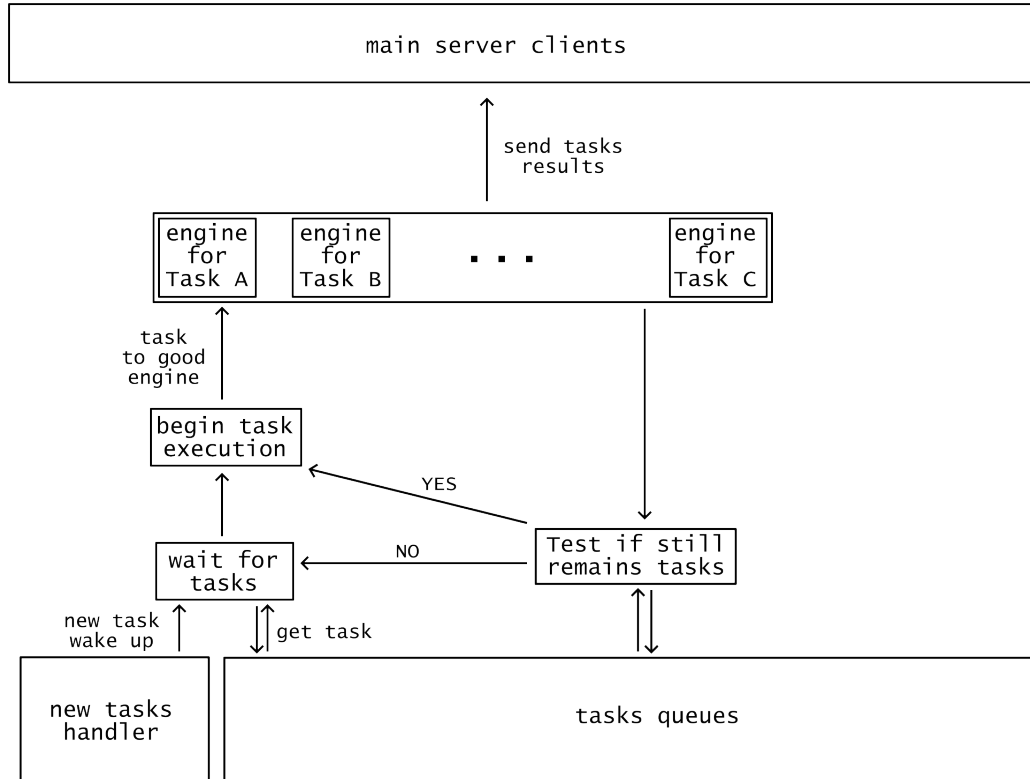 main server clients
send tasks
results
engine
for
Task A
engine
for
Task B
...
engine
for
Task C
task
to good
engine
begin task
execution
YES
NO
Test if still
remains tasks
wait for
tasks
new task
wake up
get task
new tasks
handler
tasks queues